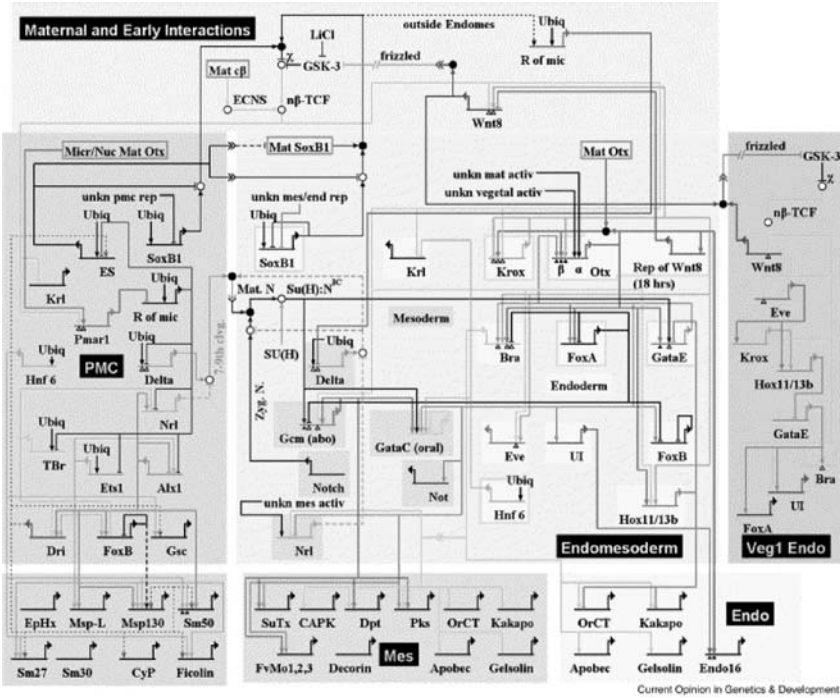 Maternal and Early Interactions
LiCl
χ
GSK-3
frizzled
outside Endomes
Ubiq
R of mic
Mat cβ
ECNS
nβ-TCF
Wnt8
Micr/Nuc Mat Otx
Mat SoxB1
Mat Otx
frizzled
GSK-3
χ
nβ-TCF
unkn mat activ
unkn vegetal activ
unkn pmc rep
unkn mes/end rep
Ubiq
Ubiq
Ubiq
ES
SoxB1
SoxB1
Krl
Krox
β
α
Otx
Rep of Wnt8
(18 hrs)
Wnt8
Krl
Ubiq
R of mic
Mat. N
Su(H):N
IC
Eve
Pmar1
PMC
7-9th clvg.
SU(H)
Mesoderm
Bra
FoxA
GataE
Krox
Hox11/13b
Ubiq
Hnf 6
Ubiq
Delta
Ubiq
Delta
Endoderm
Nrl
Zyg. N.
Gcm (abo)
GataC (oral)
Eve
UI
FoxB
GataE
Bra
Ubiq
TBr
Ubiq
Ets1
Alx1
Notch
Not
Ubiq
Hnf 6
Hox11/13b
UI
FoxA
unkn mes activ
Nrl
Dri
FoxB
Gsc
Endomesoderm
Veg1 Endo
EpHx
Msp-L
Msp130
Sm50
SuTx
CAPK
Dpt
Pks
OrCT
Kakapo
OrCT
Kakapo
Endo
Mes
Sm27
Sm30
CyP
Ficolin
FvMo1,2,3
Decorin
Apobec
Gelsolin
Apobec
Gelsolin
Endo16
Current Opinion in Genetics & Development